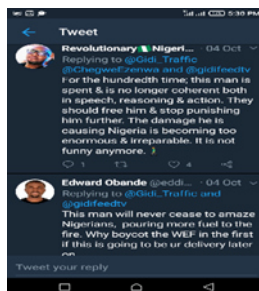 5:30 PM
Tweet
Revolutionary Nigeri... · 04 Oct
Replying to @Gidi_Traffic
@ChegweEzenwa and @gidifeedtv
For the hundredth time; this man is
spent & is no longer coherent both
in speech, reasoning & action. They
should free him & stop punishing
him further. The damage he is
causing Nigeria is becoming too
enormous & irreparable. It is not
funny anymore.
1 1 4
Edward Obande @eddi... · 04 Oct
Replying to @Gidi_Traffic and
@gidifeedtv
This man will never cease to amaze
Nigerians, pouring more fuel to the
fire. Why boycott the WEF in the first
if this is going to be ur delivery later
on
Tweet your reply